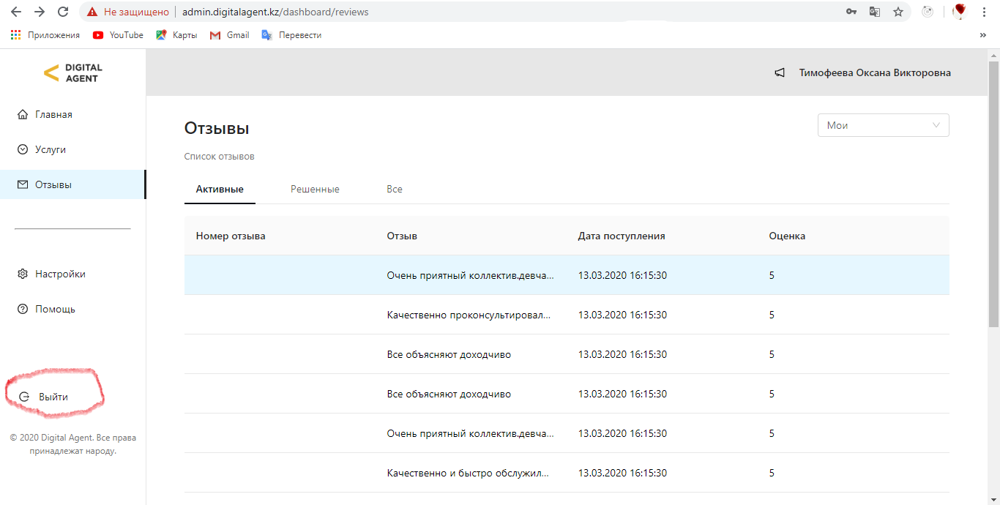 Не защищено admin.digitalagent.kz/dashboard/reviews
Приложения YouTube Карты Gmail Перевести »
DIGITAL
AGENT
Тимофеева Оксана Викторовна
Главная
Услуги
Отзывы
Настройки
Помощь
Выйти
© 2020 Digital Agent. Все права
принадлежат народу.
Отзывы
Мои
Список отзывов
Активные Решенные Все
Номер отзыва Отзыв Дата поступления Оценка
Очень приятный коллектив.девча... 13.03.2020 16:15:30 5
Качественно проконсультировал... 13.03.2020 16:15:30 5
Все объясняют доходчиво 13.03.2020 16:15:30 5
Все объясняют доходчиво 13.03.2020 16:15:30 5
Очень приятный коллектив.девча... 13.03.2020 16:15:30 5
Качественно и быстро обслужил... 13.03.2020 16:15:30 5